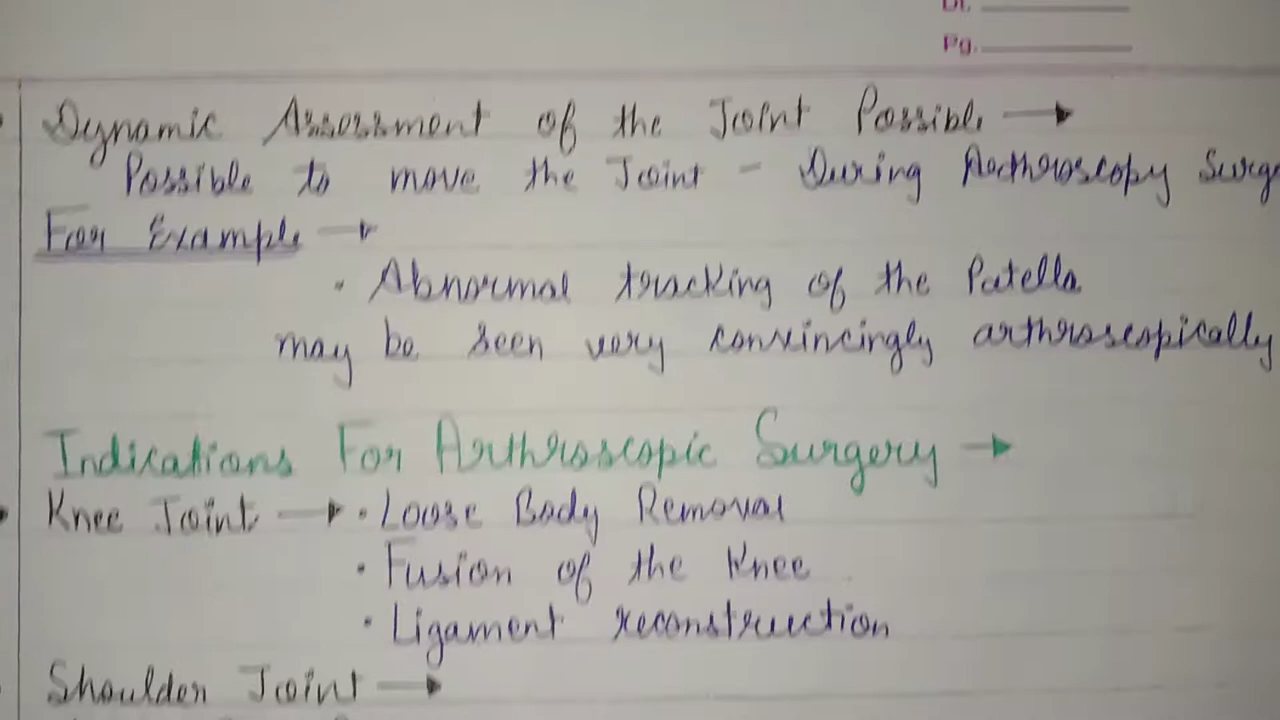 Dt.
Pg.
Dynamic Assessment of the Joint Possible →
Possible to move the Joint - During Arthroscopy Surg
For Example →
• Abnormal tracking of the Patella
may be seen very convincingly arthroscopically
Indications For Arthroscopic Surgery →
Knee Joint → • Loose Body Removal
• Fusion of the Knee
• Ligament reconstruction
Shoulder Joint →